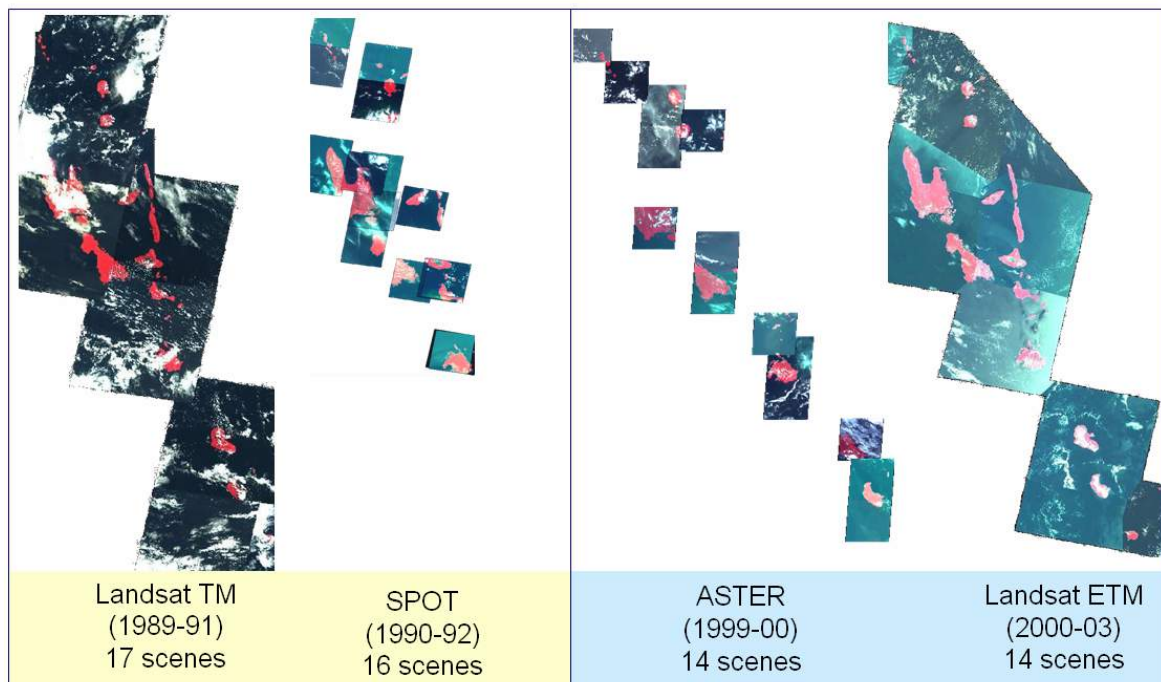 Landsat TM
(1989-91)
17 scenes
SPOT
(1990-92)
16 scenes
ASTER
(1999-00)
14 scenes
Landsat ETM
(2000-03)
14 scenes